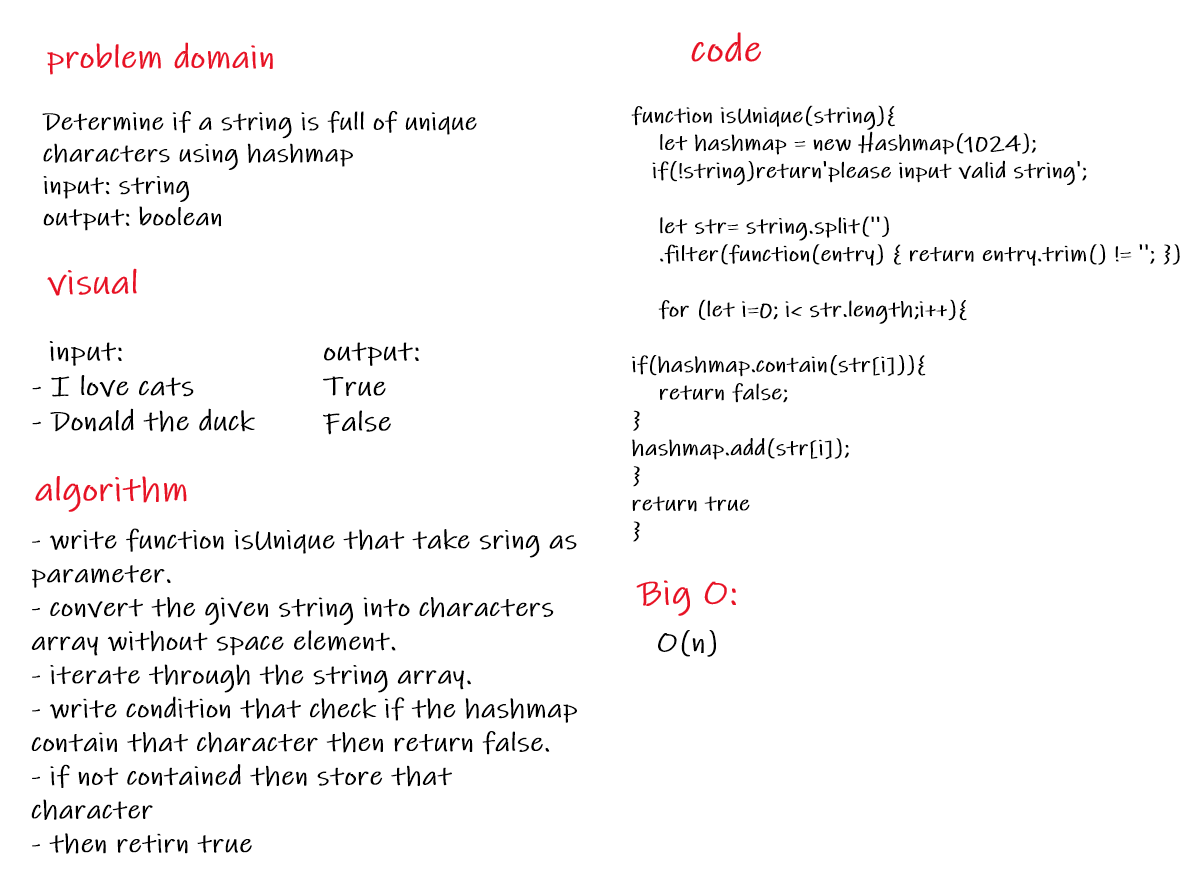 problem domain
Determine if a string is full of unique
characters using hashmap
input: string
output: boolean
visual
input: output:
- I love cats True
- Donald the duck False
algorithm
- write function isUnique that take sring as
parameter.
- convert the given string into characters
array without space element.
- iterate through the string array.
- write condition that check if the hashmap
contain that character then return false.
- if not contained then store that
character
- then retirn true
code
function isUnique(string){
let hashmap = new Hashmap(1024);
if(!string)return'please input valid string';
let str= string.split('')
.filter(function(entry) { return entry.trim() != ''; })
for (let i=0; i< str.length;i++){
if(hashmap.contain(str[i])){
return false;
}
hashmap.add(str[i]);
}
return true
}
Big O:
O(n)